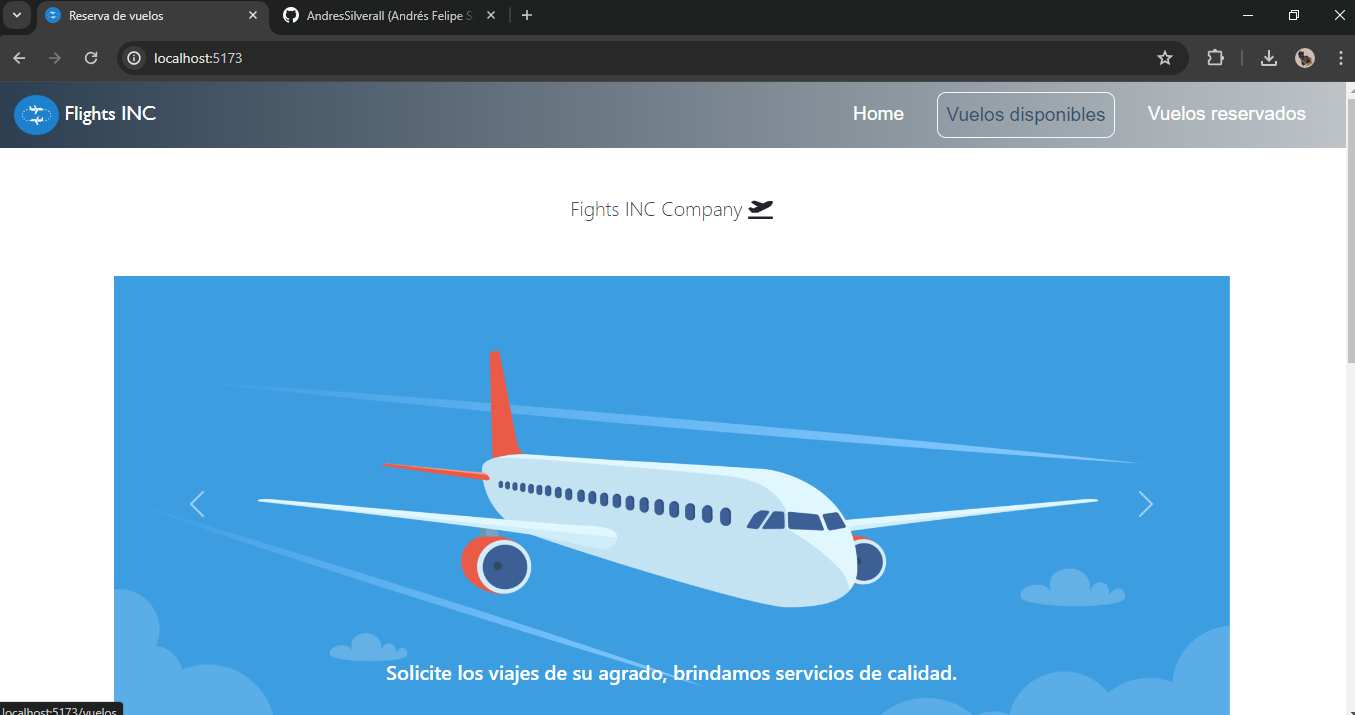 Reserva de vuelos
AndresSilverall (Andrés Felipe S
localhost:5173
Flights INC
Home
Vuelos disponibles
Vuelos reservados
Fights INC Company
Solicite los viajes de su agrado, brindamos servicios de calidad.
localhost:5173/vuelos